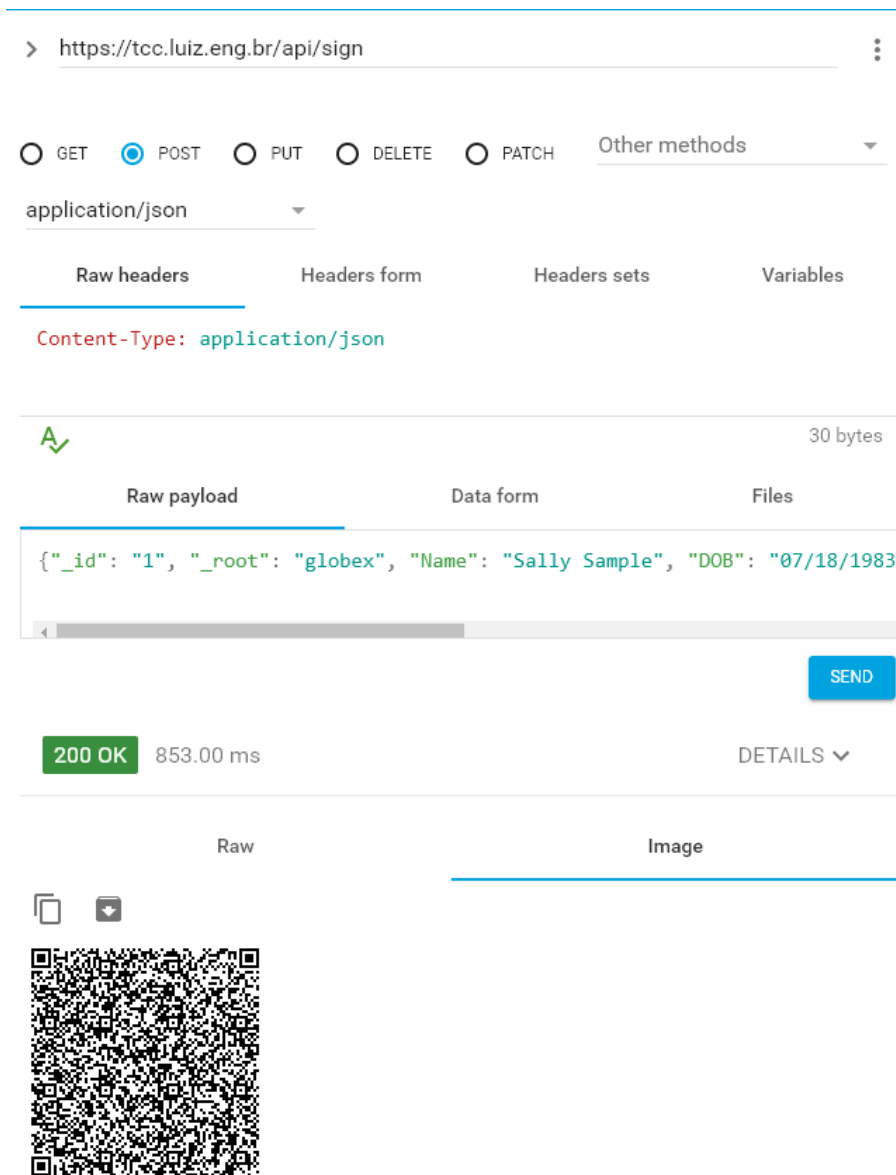 https://tcc.luiz.eng.br/api/sign
GET POST PUT DELETE PATCH Other methods
application/json
Raw headers Headers form Headers sets Variables
Content-Type: application/json
30 bytes
Raw payload Data form Files
{"_id": "1", "_root": "globex", "Name": "Sally Sample", "DOB": "07/18/1983
SEND
200 OK 853.00 ms DETAILS
Raw Image